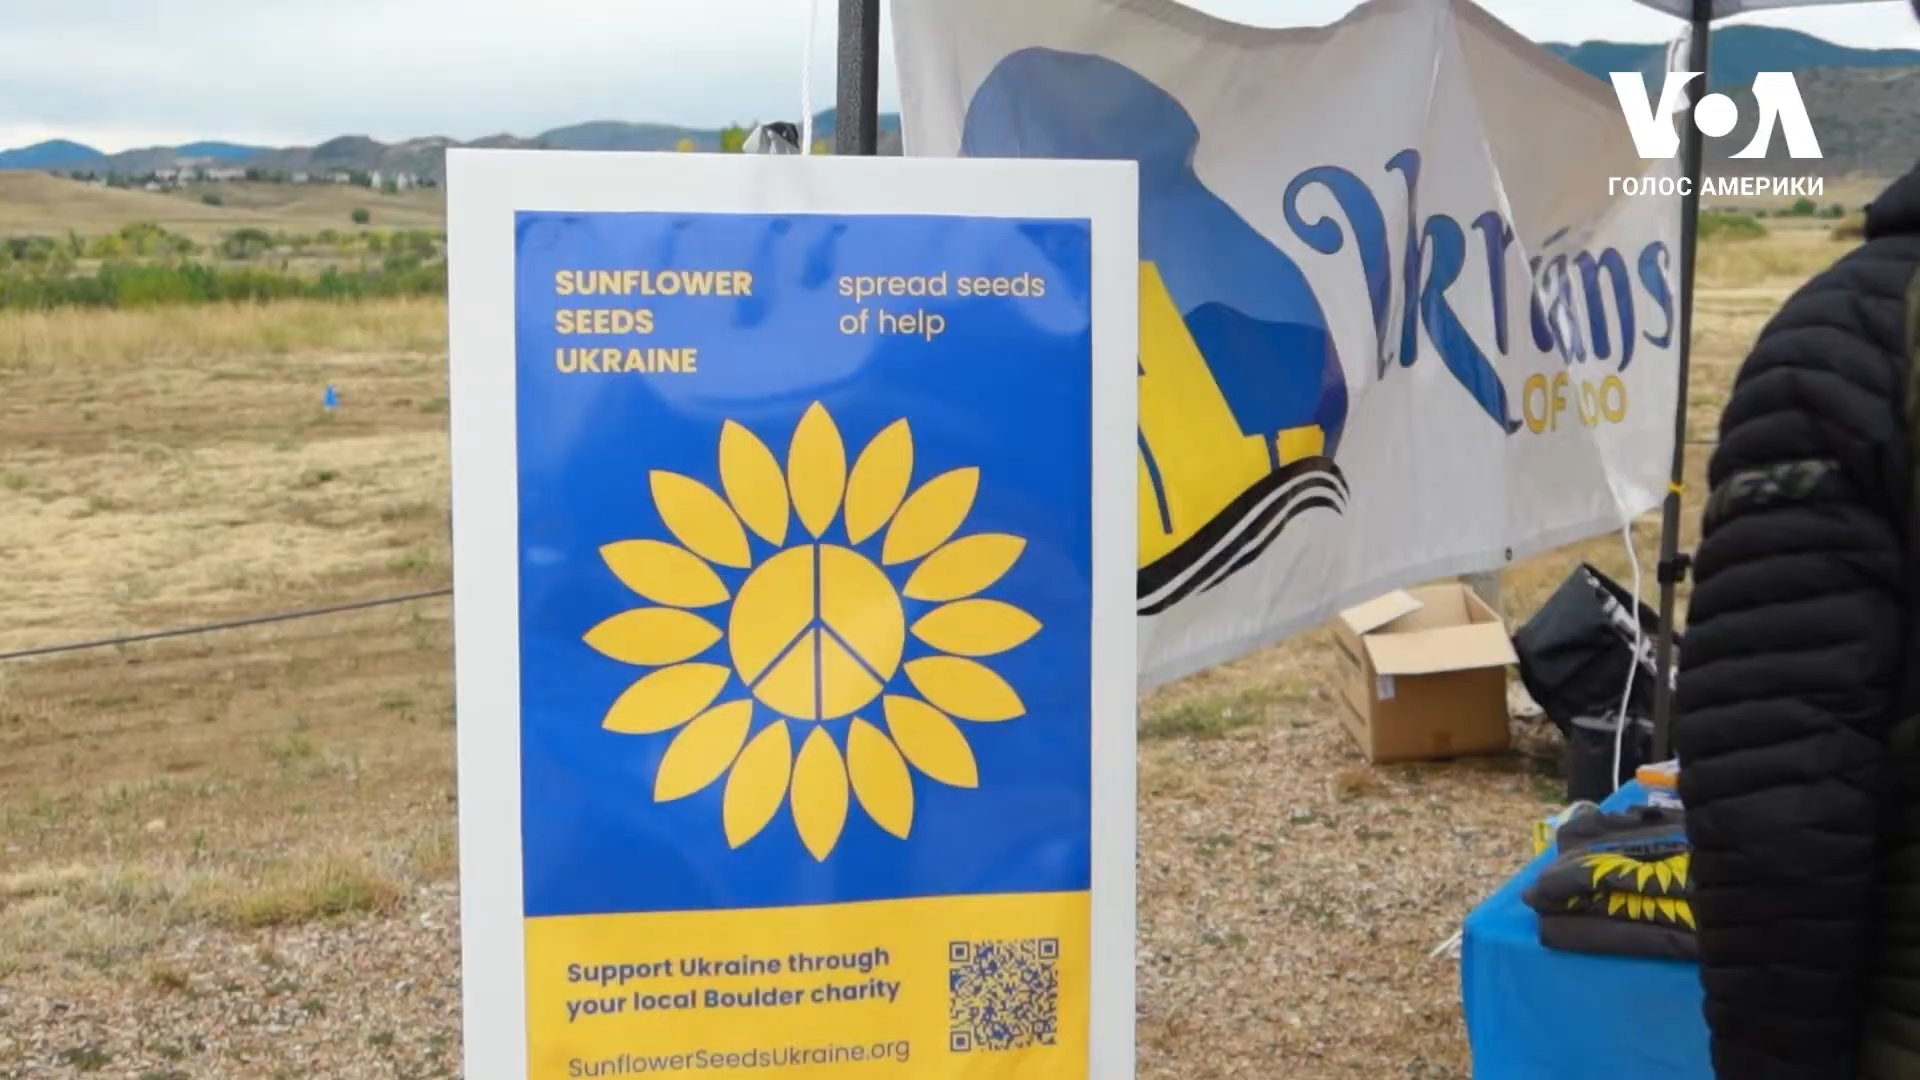 VOA
ГОЛОС АМЕРИКИ
SUNFLOWER
SEEDS
UKRAINE
spread seeds
of help
Support Ukraine through
your local Boulder charity
SunflowerSeedsUkraine.org
OF